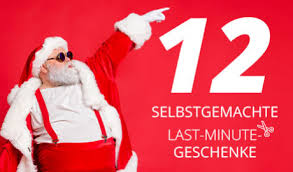 12
SELBSTGEMACHTE
LAST-MINUTE-
GESCHENKE